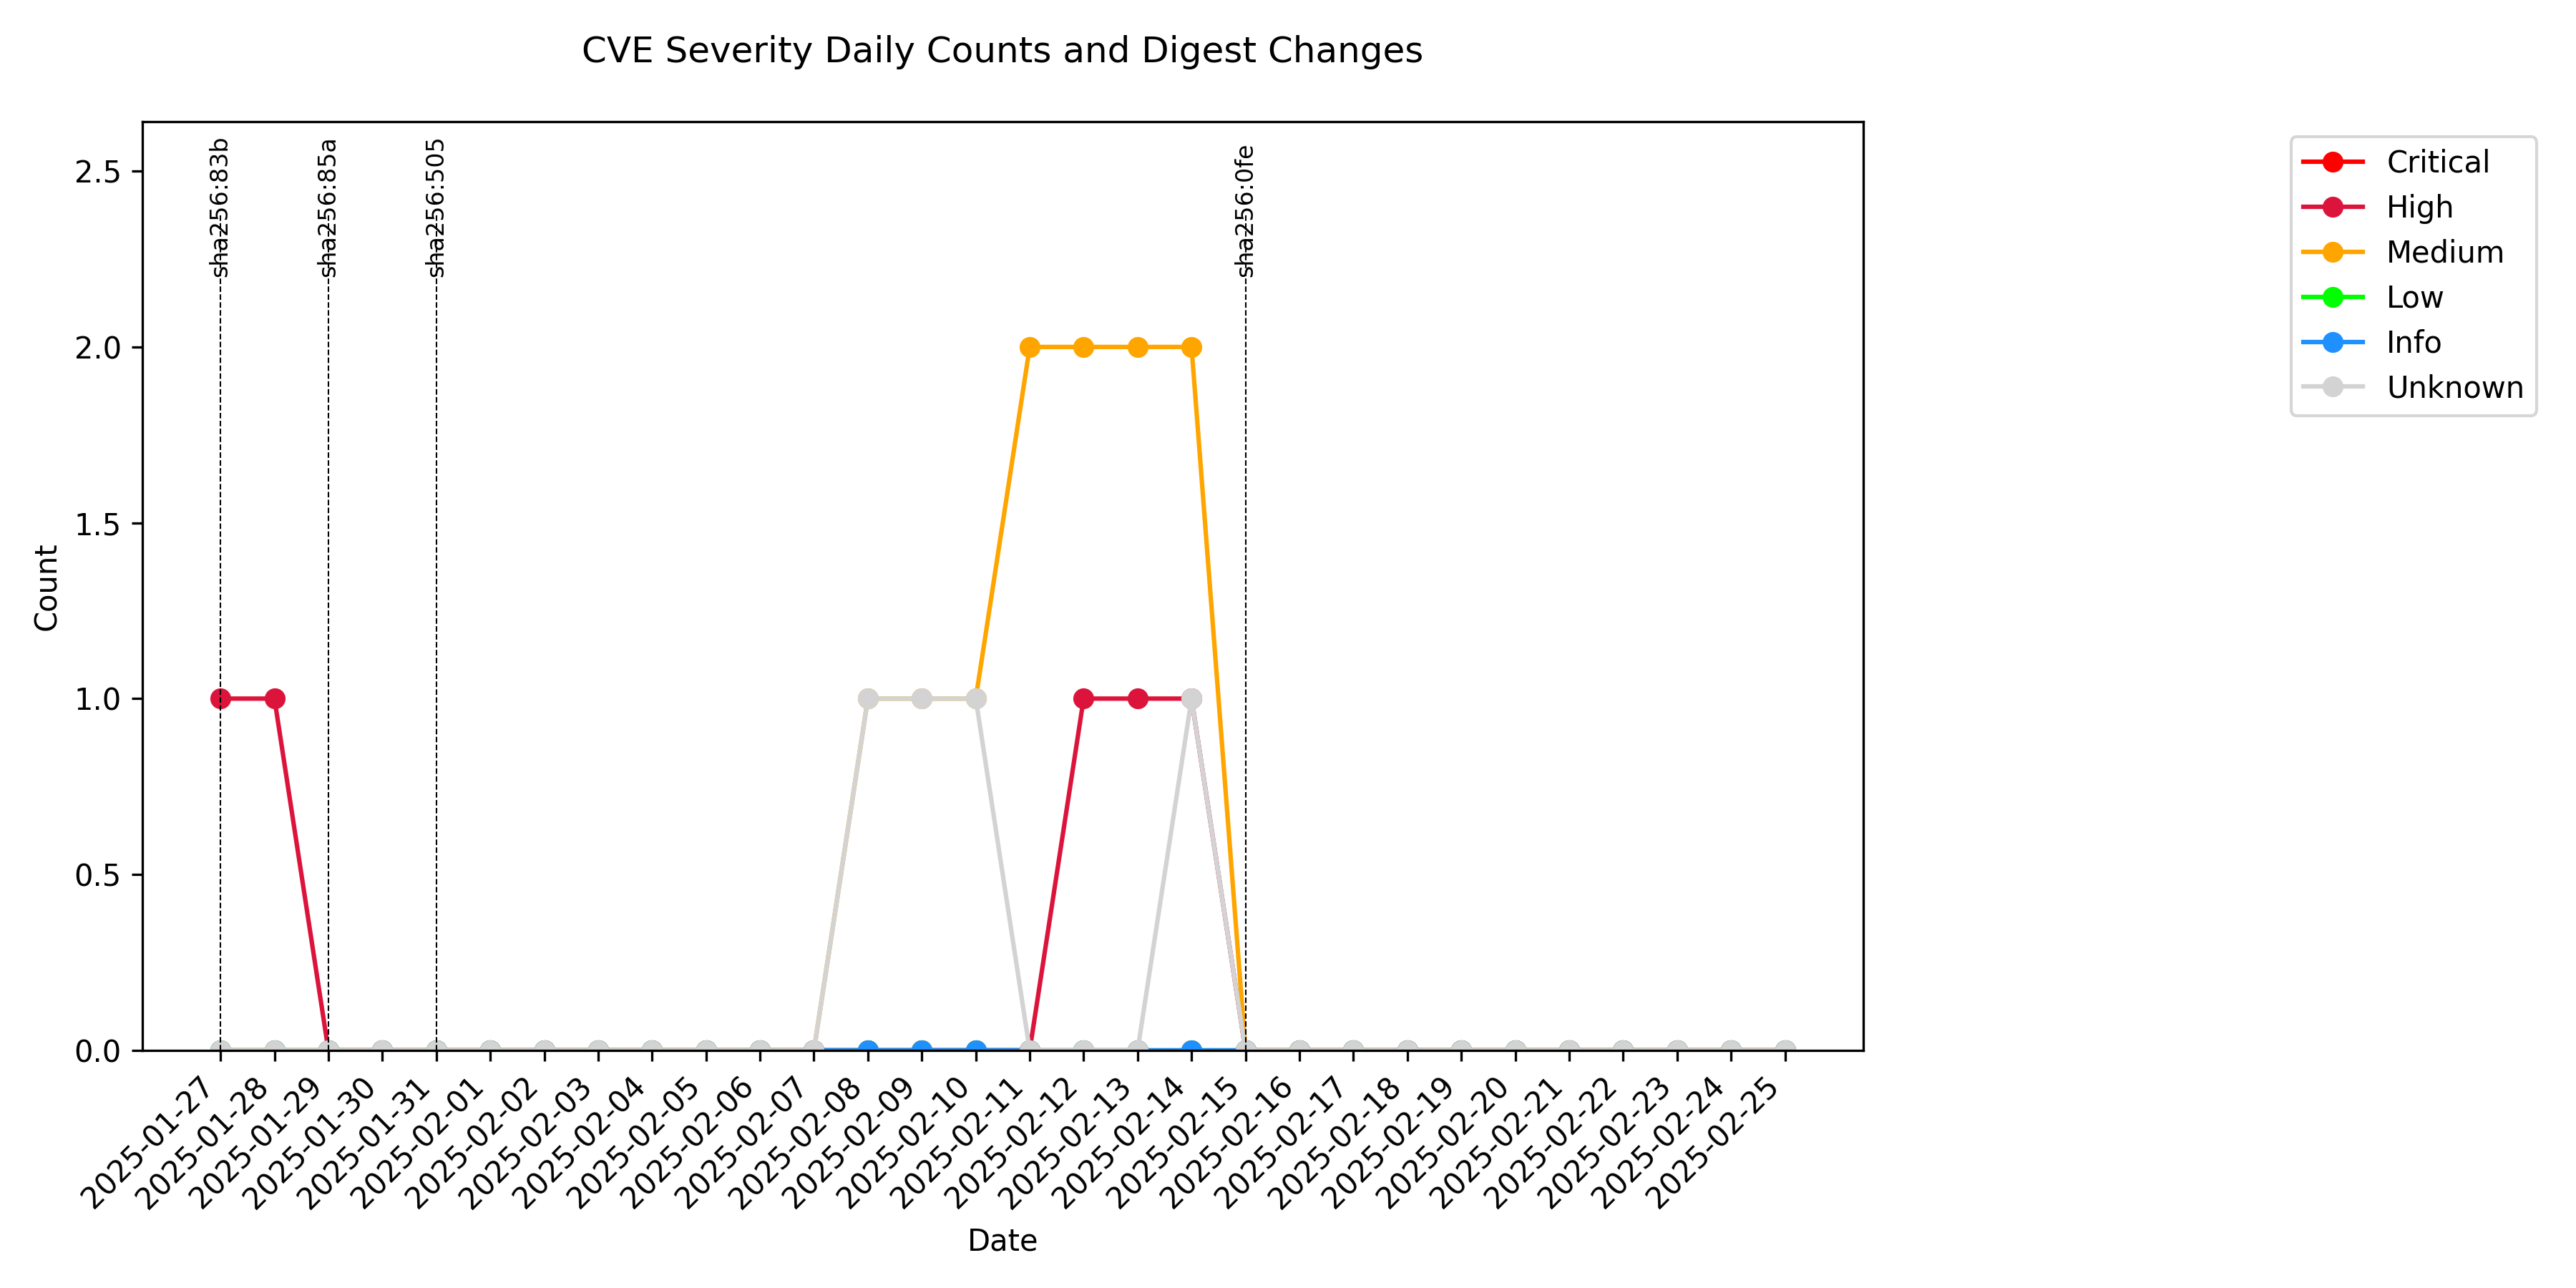 CVE Severity Daily Counts and Digest Changes
sha256:83b
sha256:85a
sha256:505
sha256:0fe
2.5
2.0
1.5
1.0
0.5
0.0
Count
Critical
High
Medium
Low
Info
Unknown
2025-01-27
2025-01-28
2025-01-29
2025-01-30
2025-01-31
2025-02-01
2025-02-02
2025-02-03
2025-02-04
2025-02-05
2025-02-06
2025-02-07
2025-02-08
2025-02-09
2025-02-10
2025-02-11
2025-02-12
2025-02-13
2025-02-14
2025-02-15
2025-02-16
2025-02-17
2025-02-18
2025-02-19
2025-02-20
2025-02-21
2025-02-22
2025-02-23
2025-02-24
2025-02-25
Date